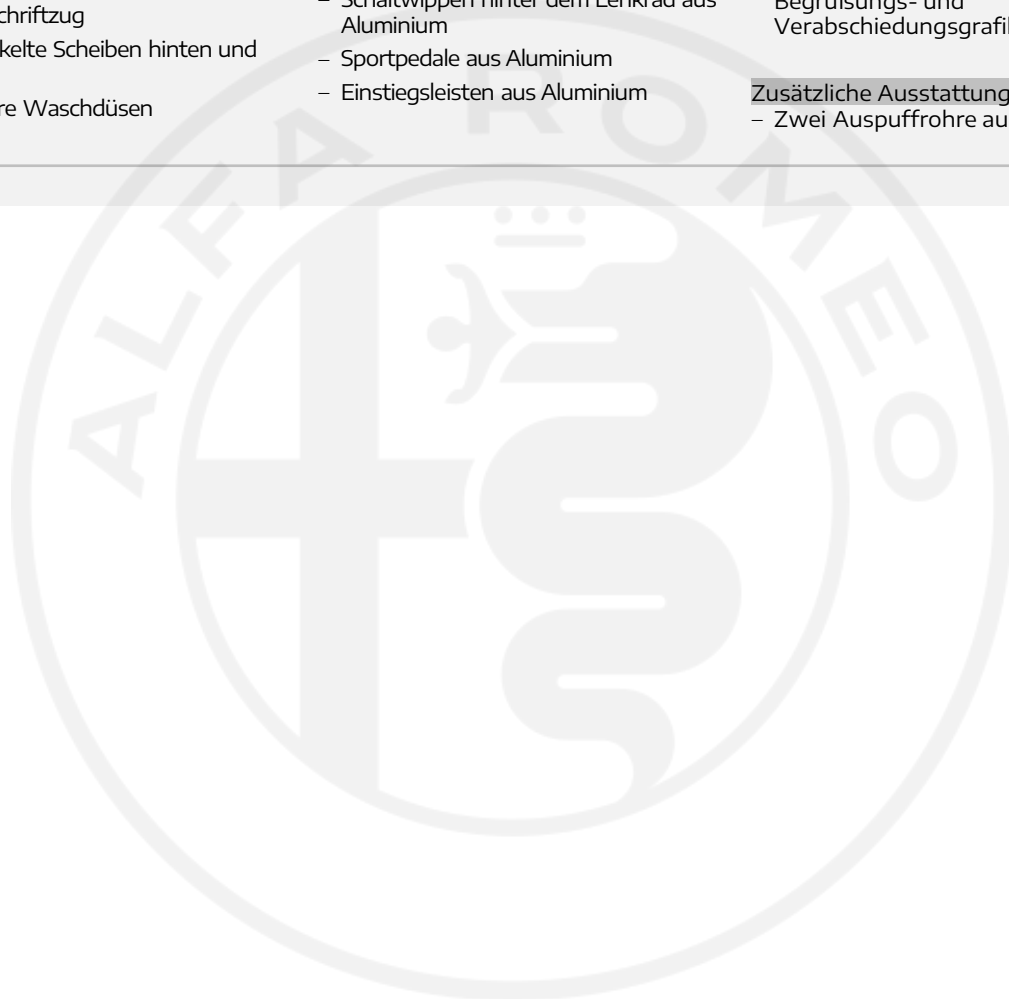 chriftzug
kelte Scheiben hinten und
re Waschdüsen
– Schaltwippen hinter dem Lenkrad aus
Aluminium
– Sportpedale aus Aluminium
– Einstiegsleisten aus Aluminium
Begrüßungs- und
Verabschiedungsgrafi
Zusätzliche Ausstattung
– Zwei Auspuffrohre au
ALFA ROMEO